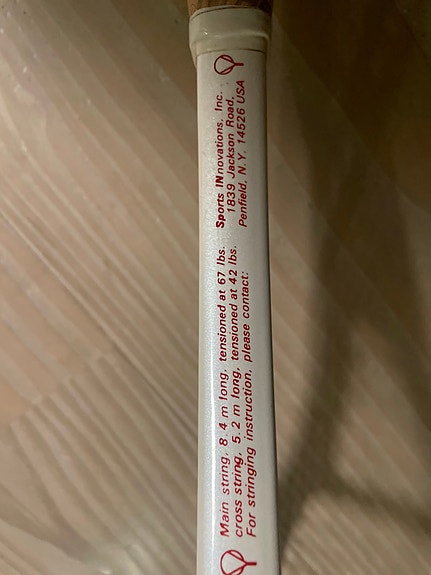 Main string, 8.4 m long, tensioned at 67 lbs.
cross string, 5.2 m long, tensioned at 42 lbs.
For stringing instruction, please contact:
Sports INnovations, Inc.
1839 Jackson Road,
Penfield, N.Y. 14526 USA